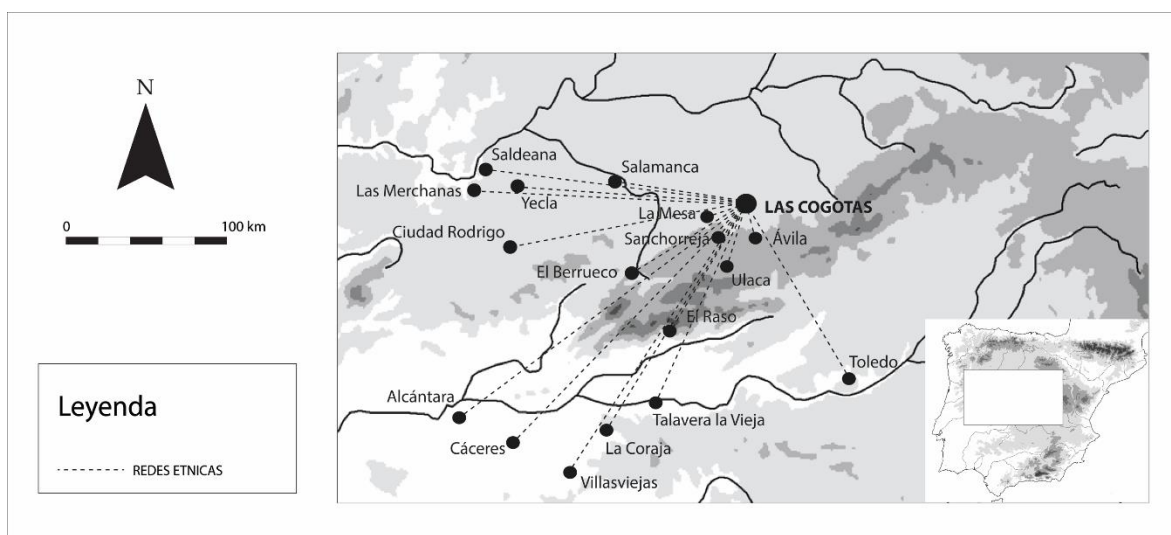 N
0
100 km
Leyenda
REDES ETNICAS
Saldeana
Salamanca
Las Merchanas
Yecla
LAS COGOTAS
La Mesa
Ciudad Rodrigo
Sanchorreja
Ávila
El Berrueco
Ulaca
El Raso
Toledo
Alcántara
Talavera la Vieja
Cáceres
La Coraja
Villasviejas